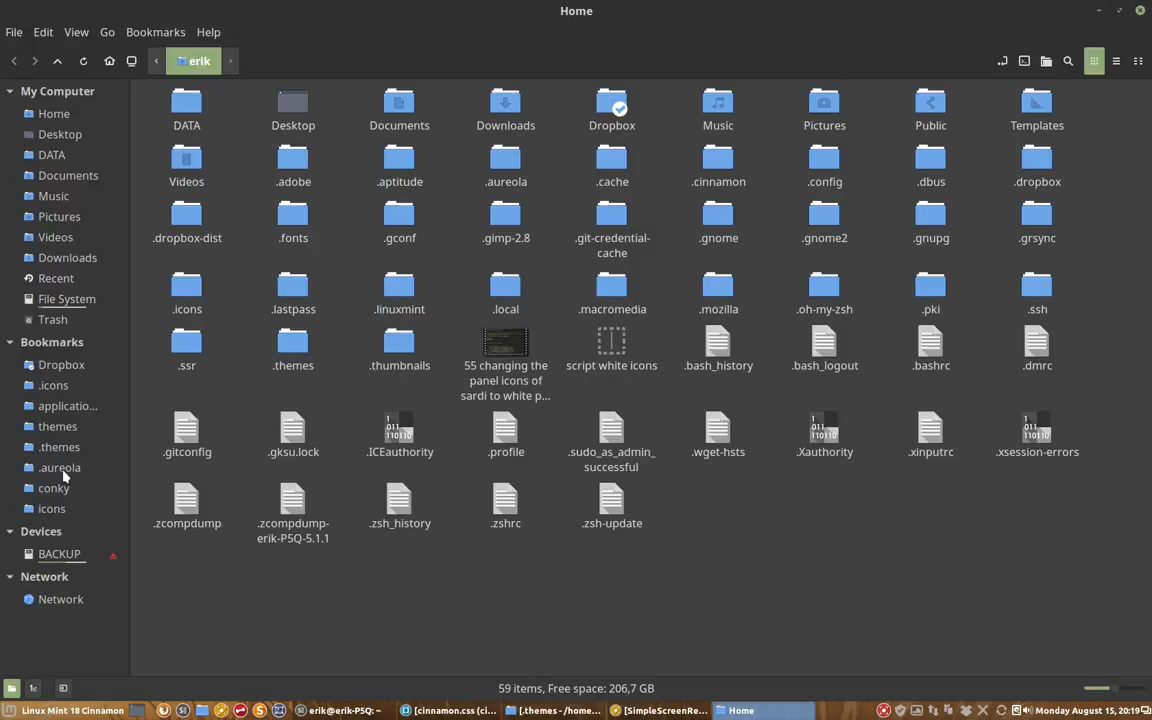 Home
File Edit View Go Bookmarks Help
erik
My Computer
Home
Desktop
DATA
Documents
Music
Pictures
Videos
Downloads
Recent
File System
Trash
Bookmarks
Dropbox
.icons
applicatio...
themes
.themes
.aureola
conky
icons
Devices
BACKUP
Network
Network
DATA Desktop Documents Downloads Dropbox Music Pictures Public Templates
Videos .adobe .aptitude .aureola .cache .cinnamon .config .dbus .dropbox
.dropbox-dist .fonts .gconf .gimp-2.8 .git-credential- .gnome .gnome2 .gnupg .grsync
cache
.icons .lastpass .linuxmint .local .macromedia .mozilla .oh-my-zsh .pki .ssh
.ssr .themes .thumbnails 55 changing the script white icons .bash_history .bash_logout .bashrc .dmrc
panel icons of
sardi to white p...
.gitconfig .gksu.lock .ICEauthority .profile .sudo_as_admin_ .wget-hsts .Xauthority .xinputrc .xsession-errors
successful
.zcompdump .zcompdump- .zsh_history .zshrc .zsh-update
erik-P5Q-5.1.1
59 items, Free space: 206,7 GB
Linux Mint 18 Cinnamon erik@erik-P5Q: ~ [cinnamon.css (ci... [.themes - /home... [SimpleScreenRe... Home Monday August 15, 20:19